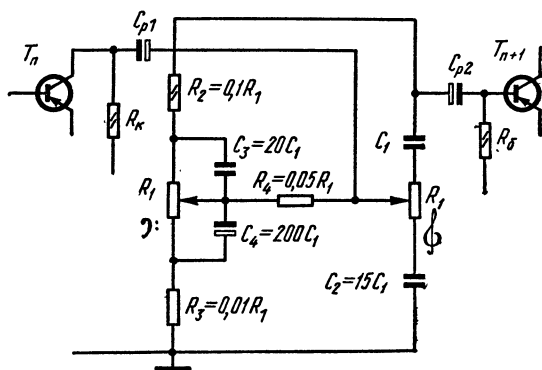 Cр1
Tп
Cр2
Tп+1
R2=0,1R1
Rк
C1
Rб
C3=20C1
R1
R4=0,05R1
R1
C4=200C1
C2=15C1
R3=0,01R1